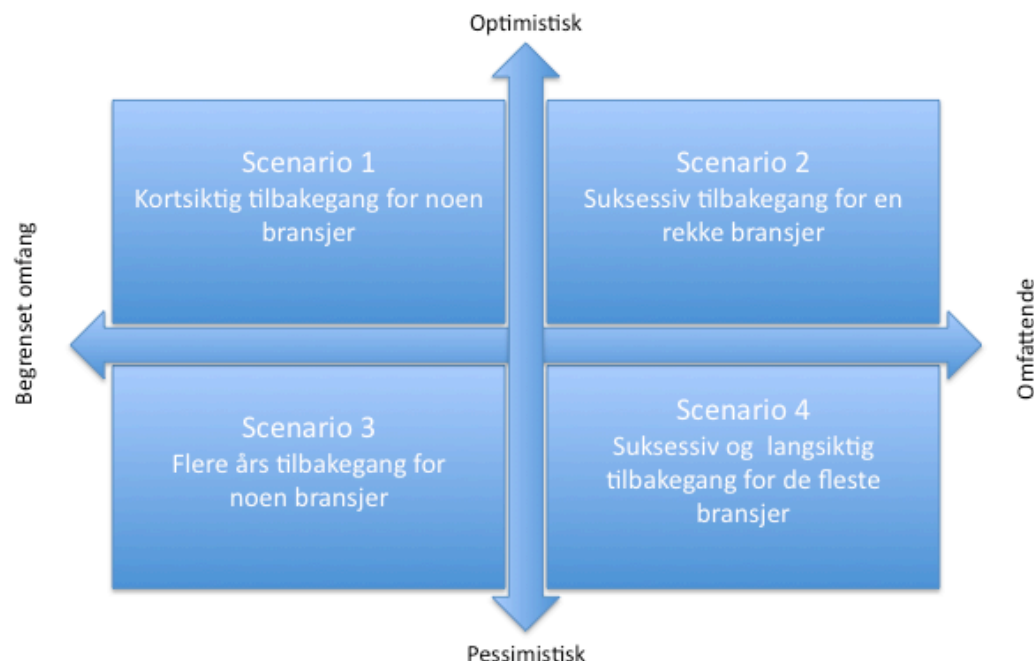 Optimistisk
Scenario 1
Kortsiktig tilbakegang for noen
bransjer
Scenario 2
Suksessiv tilbakegang for en
rekke bransjer
Begrenset omfang
Omfattende
Scenario 3
Flere års tilbakegang for
noen bransjer
Scenario 4
Suksessiv og langsiktig
tilbakegang for de fleste
bransjer
Pessimistisk